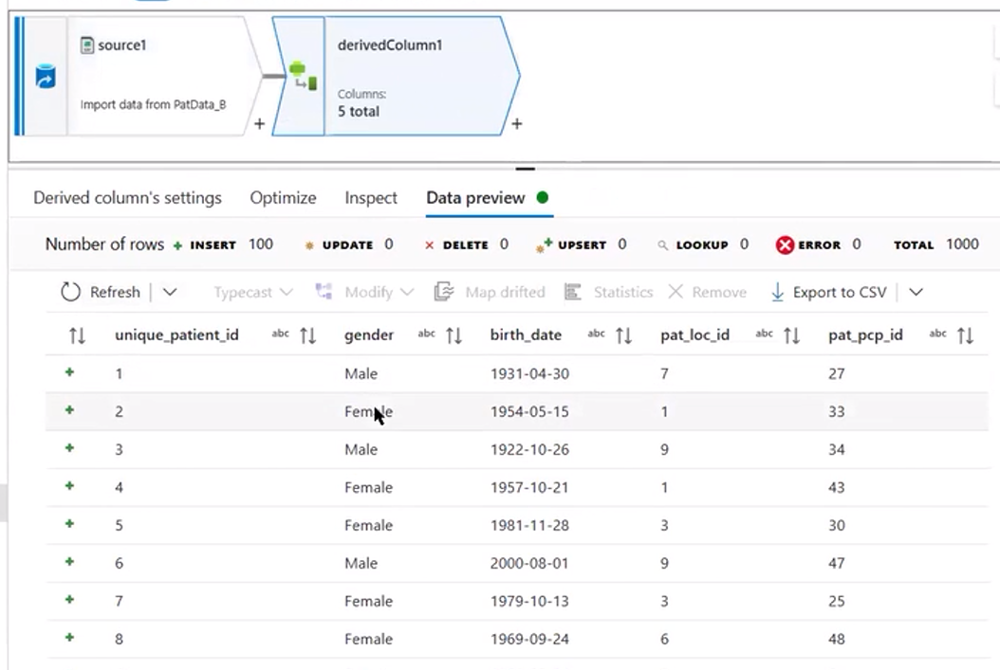 source1
Import data from PatData_B
+
derivedColumn1
Columns:
5 total
+
Derived column's settings Optimize Inspect Data preview
Number of rows + INSERT 100 UPDATE 0 × DELETE 0 UPSERT 0 LOOKUP 0 ERROR 0 TOTAL 1000
Refresh Typecast Modify Map drifted Statistics Remove Export to CSV
unique_patient_id abc gender abc birth_date abc pat_loc_id abc pat_pcp_id abc
+ 1 Male 1931-04-30 7 27
+ 2 Female 1954-05-15 1 33
+ 3 Male 1922-10-26 9 34
+ 4 Female 1957-10-21 1 43
+ 5 Female 1981-11-28 3 30
+ 6 Male 2000-08-01 9 47
+ 7 Female 1979-10-13 3 25
+ 8 Female 1969-09-24 6 48